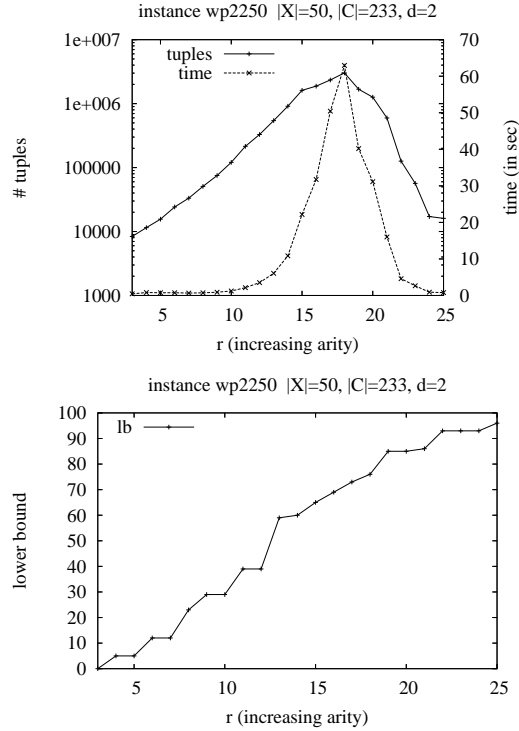 instance wp2250  |X|=50, |C|=233, d=2
tuples
time
1e+007
1e+006
100000
10000
1000
# tuples
70
60
50
40
30
20
10
0
time (in sec)
5 10 15 20 25
r (increasing arity)
instance wp2250  |X|=50, |C|=233, d=2
lb
100
90
80
70
60
50
40
30
20
10
0
lower bound
5 10 15 20 25
r (increasing arity)